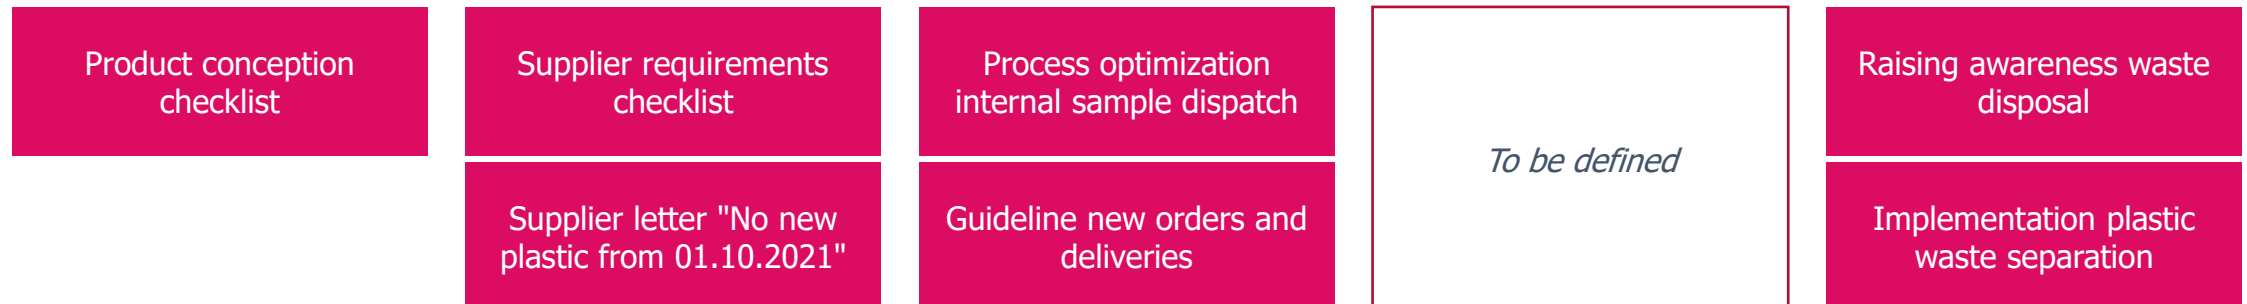 Product conception
checklist
Supplier requirements
checklist
Supplier letter "No new
plastic from 01.10.2021"
Process optimization
internal sample dispatch
Guideline new orders and
deliveries
To be defined
Raising awareness waste
disposal
Implementation plastic
waste separation